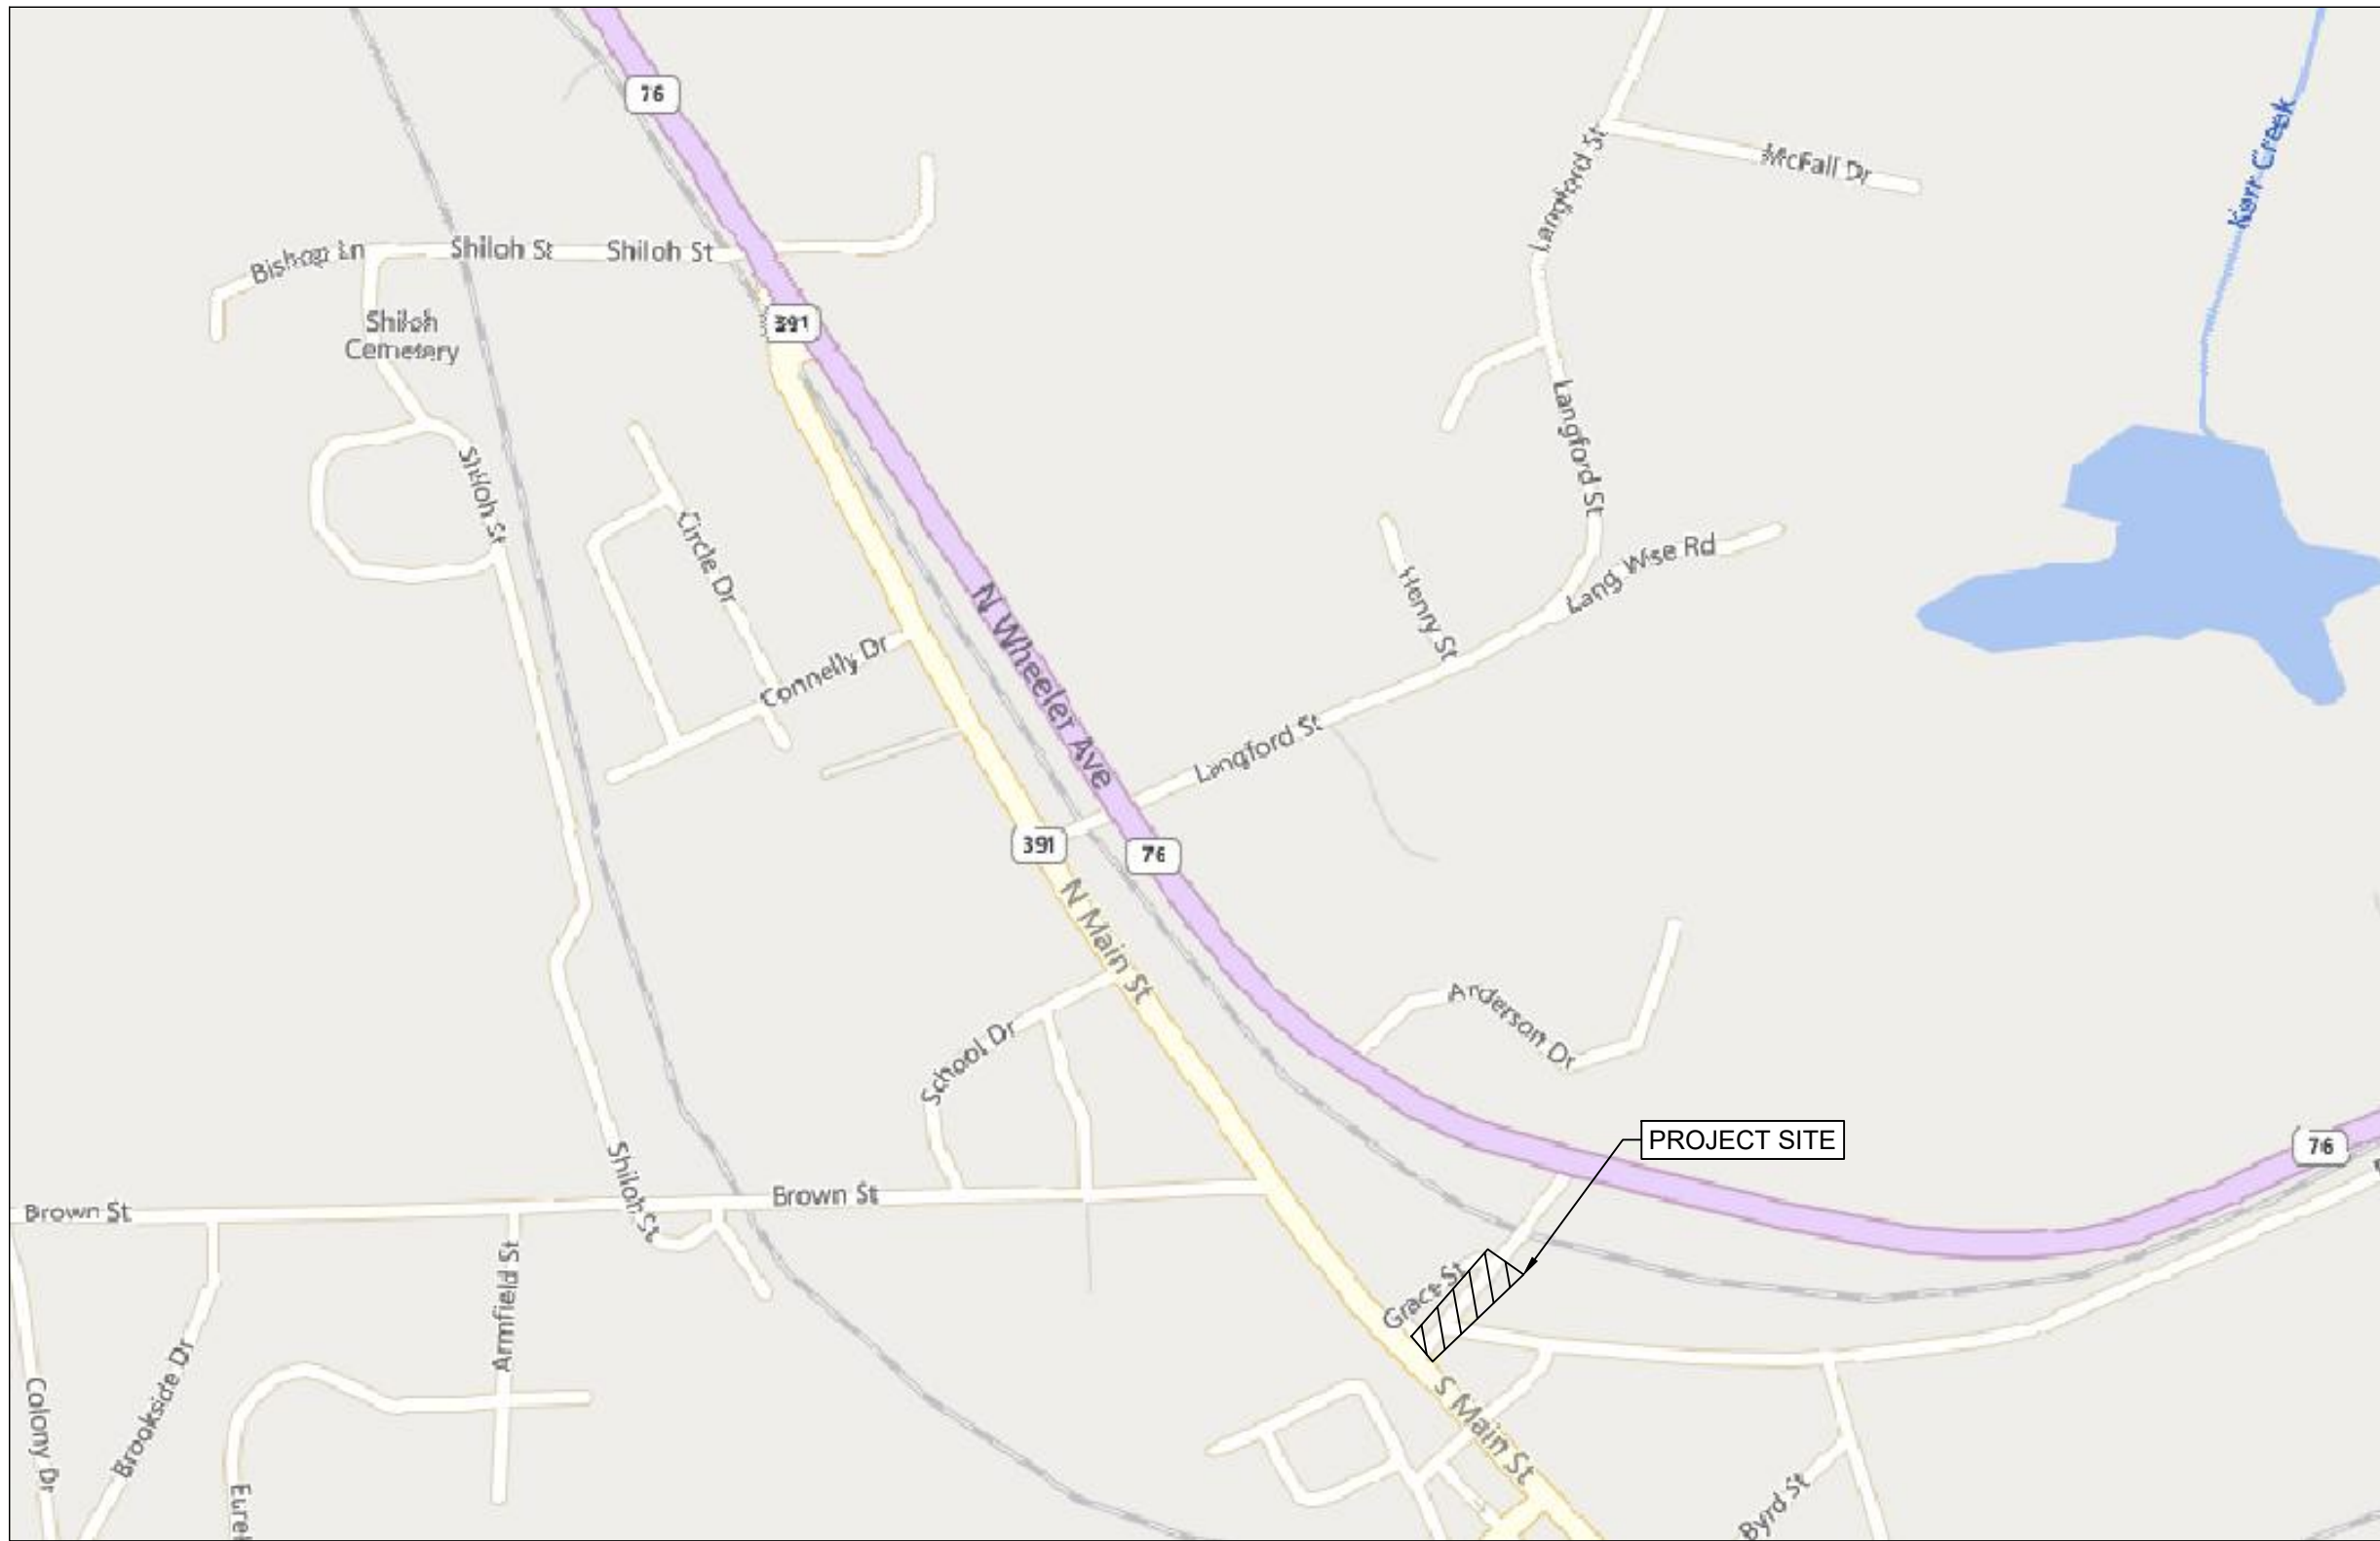 76
Langford St
McFall Dr
Kerr Creek
Bishop Ln
Shiloh St
Shiloh St
391
Shiloh
Cemetery
Langford St
Shiloh St
Circle Dr
Henry St
Lang Wise Rd
N Wheeler Ave
Connelly Dr
Langford St
391
76
N Main St
Anderson Dr
School Dr
PROJECT SITE
76
Shiloh St
Brown St
Brown St
Armfield St
Grace St
Brookside Dr
Colony Dr
S Main St
Byrd St